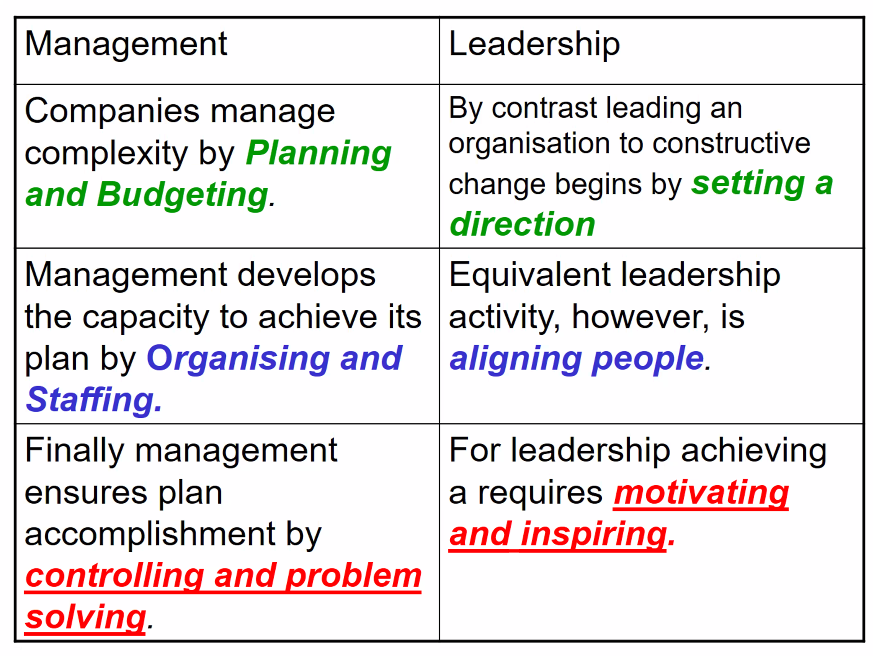 Management
Leadership
Companies manage
complexity by Planning
and Budgeting.
By contrast leading an
organisation to constructive
change begins by setting a
direction
Management develops
the capacity to achieve its
plan by Organising and
Staffing.
Equivalent leadership
activity, however, is
aligning people.
Finally management
ensures plan
accomplishment by
controlling and problem
solving.
For leadership achieving
a requires motivating
and inspiring.